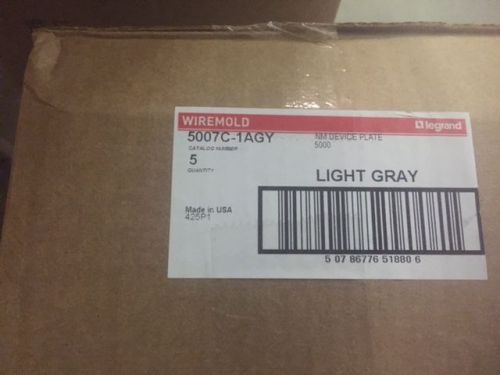 WIREMOLD
legrand
5007C-1AGY
NM DEVICE PLATE
CATALOG NUMBER
5000
5
QUANTITY
LIGHT GRAY
Made in USA
425P1
5 07 86776 51880 6